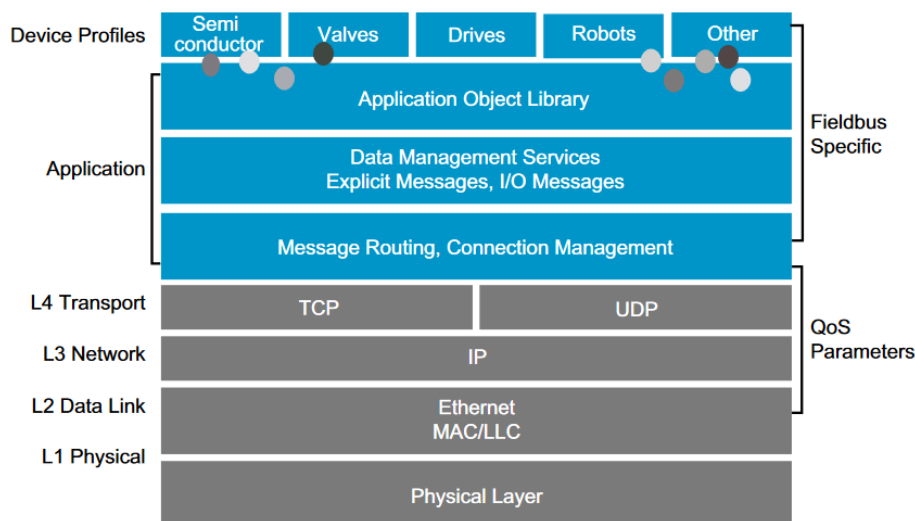 Device Profiles
Semi
conductor
Valves
Drives
Robots
Other
Application Object Library
Fieldbus
Specific
Application
Data Management Services
Explicit Messages, I/O Messages
Message Routing, Connection Management
L4 Transport
TCP
UDP
QoS
Parameters
L3 Network
IP
L2 Data Link
Ethernet
MAC/LLC
L1 Physical
Physical Layer